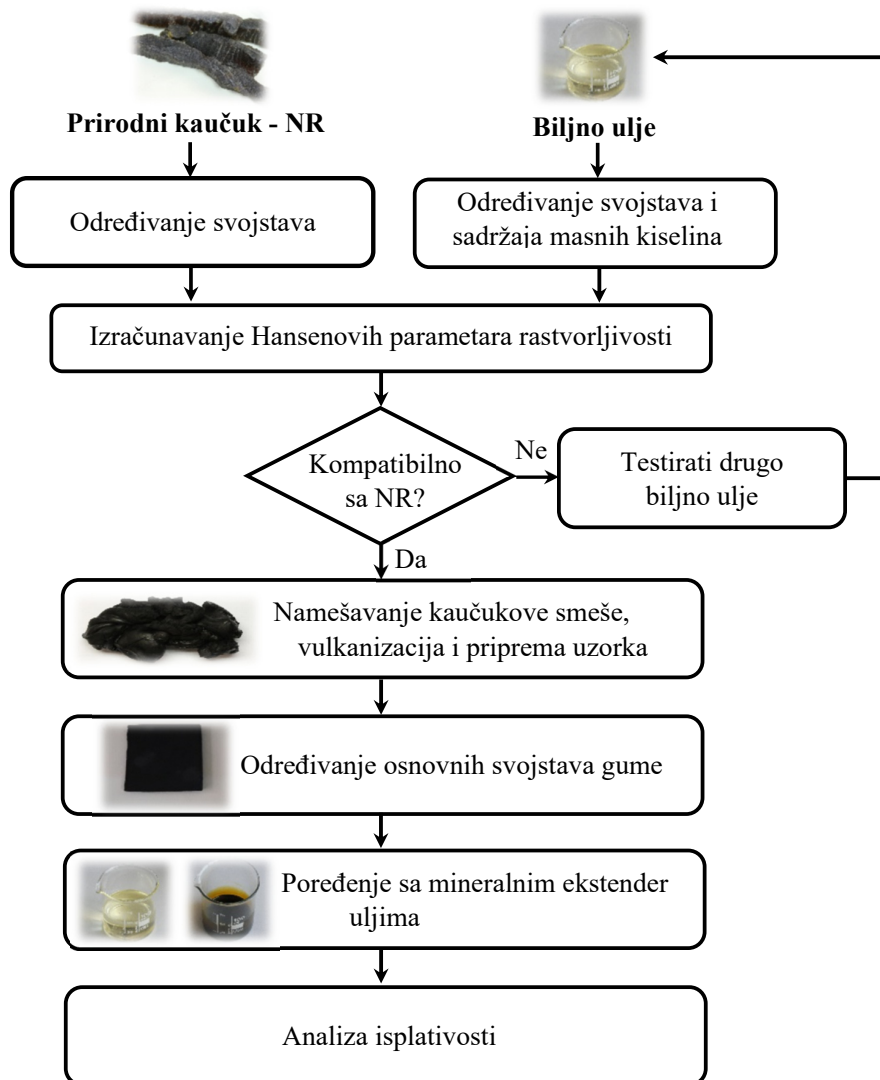 Prirodni kaučuk - NR
Biljno ulje
Određivanje svojstava
Određivanje svojstava i
sadržaja masnih kiselina
Izračunavanje Hansenovih parametara rastvorljivosti
Kompatibilno
sa NR?
Ne
Testirati drugo
biljno ulje
Da
Namešavanje kaučukove smeše,
vulkanizacija i priprema uzorka
Određivanje osnovnih svojstava gume
Poređenje sa mineralnim ekstender
uljima
Analiza isplativosti